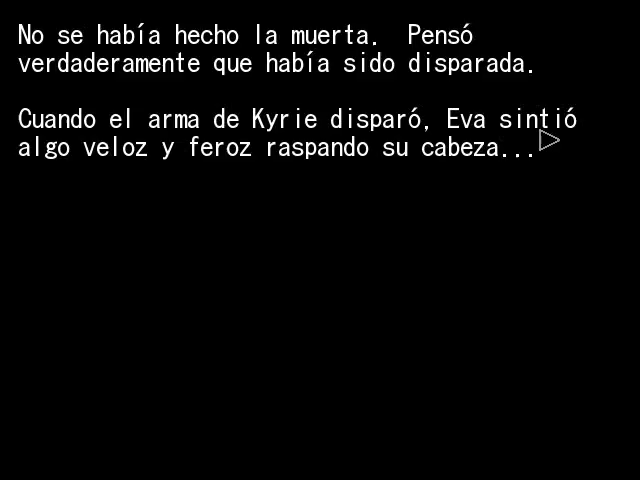 No se había hecho la muerta.  Pensó
verdaderamente que había sido disparada.
Cuando el arma de Kyrie disparó, Eva sintió
algo veloz y feroz raspando su cabeza...